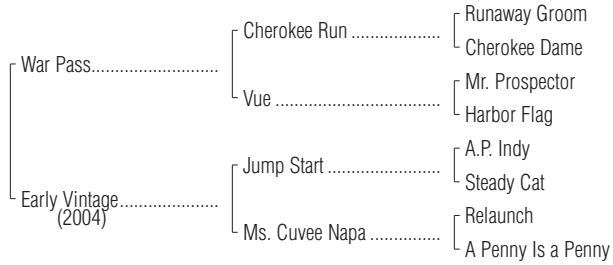 Runaway Groom
Cherokee Run ..................
Cherokee Dame
War Pass..........................
Mr. Prospector
Vue ..................................
Harbor Flag
A.P. Indy
Jump Start .......................
Steady Cat
Early Vintage....................
(2004)
Relaunch
Ms. Cuvee Napa ..............
A Penny Is a Penny